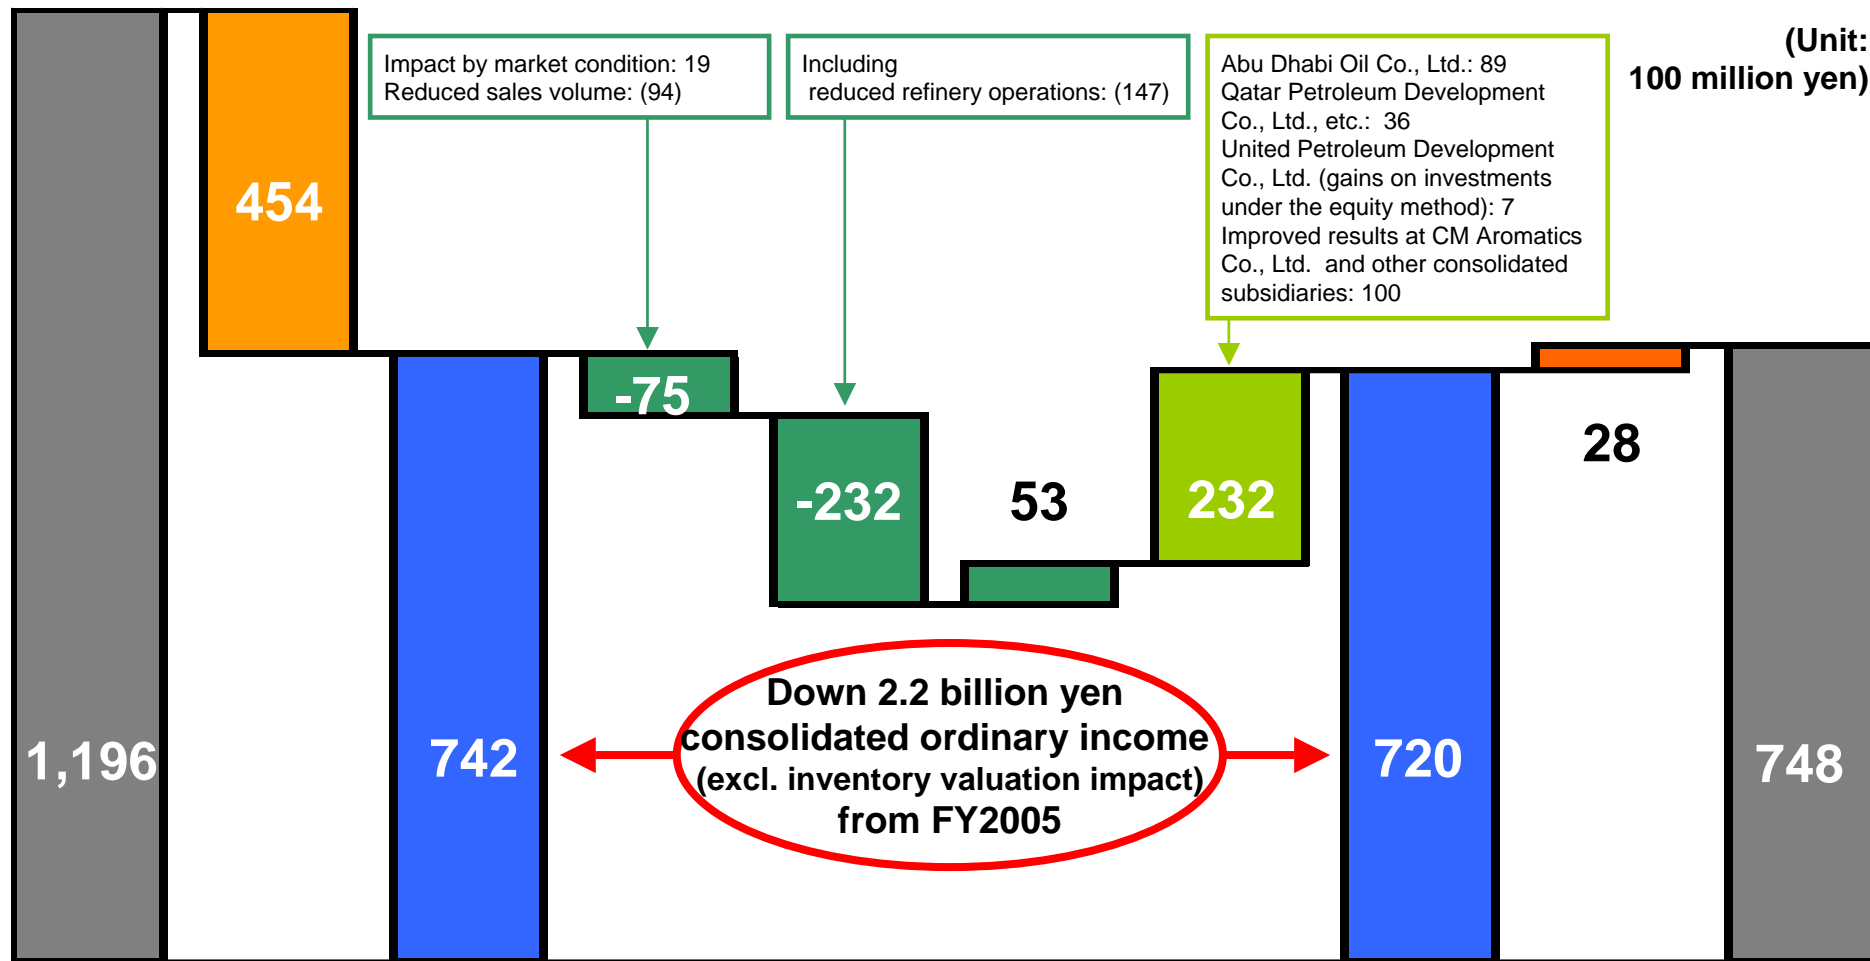 (Unit:
100 million yen)
Impact by market condition: 19
Reduced sales volume: (94)
Including
reduced refinery operations: (147)
Abu Dhabi Oil Co., Ltd.: 89
Qatar Petroleum Development
Co., Ltd., etc.: 36
United Petroleum Development
Co., Ltd. (gains on investments
under the equity method): 7
Improved results at CM Aromatics
Co., Ltd. and other consolidated
subsidiaries: 100
454
-75
-232
53
232
28
1,196
742
Down 2.2 billion yen
consolidated ordinary income
(excl. inventory valuation impact)
from FY2005
720
748